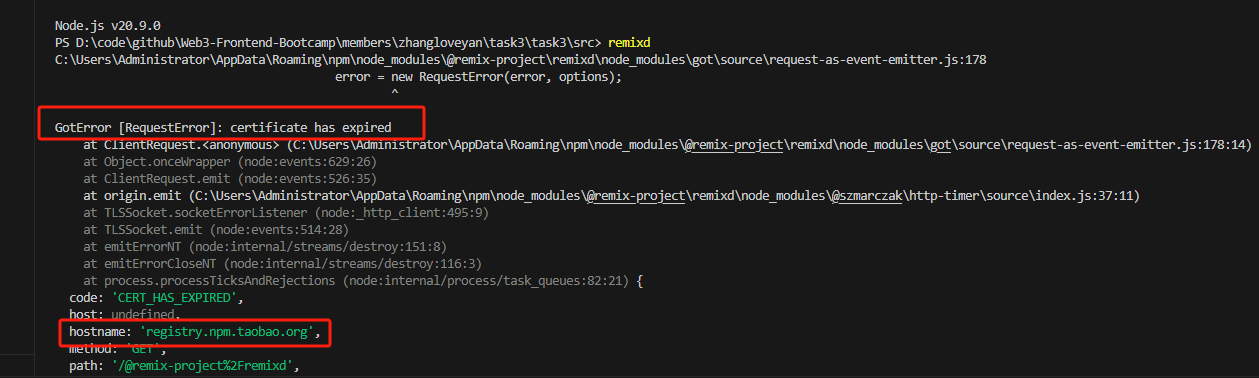 Node.js v20.9.0
PS D:\code\github\Web3-Frontend-Bootcamp\members\zhangloveyan\task3\task3\src> remixd
C:\Users\Administrator\AppData\Roaming\npm\node_modules\@remix-project\remixd\node_modules\got\source\request-as-event-emitter.js:178
error = new RequestError(error, options);
^
GotError [RequestError]: certificate has expired
at ClientRequest.<anonymous> (C:\Users\Administrator\AppData\Roaming\npm\node_modules\@remix-project\remixd\node_modules\got\source\request-as-event-emitter.js:178:14)
at Object.onceWrapper (node:events:629:26)
at ClientRequest.emit (node:events:526:35)
at origin.emit (C:\Users\Administrator\AppData\Roaming\npm\node_modules\@remix-project\remixd\node_modules\@szmarczak\http-timer\source\index.js:37:11)
at TLSSocket.socketErrorListener (node:_http_client:495:9)
at TLSSocket.emit (node:events:514:28)
at emitErrorNT (node:internal/streams/destroy:151:8)
at emitErrorCloseNT (node:internal/streams/destroy:116:3)
at process.processTicksAndRejections (node:internal/process/task_queues:82:21) {
code: 'CERT_HAS_EXPIRED',
host: undefined,
hostname: 'registry.npm.taobao.org',
method: 'GET',
path: '/@remix-project%2Fremixd',